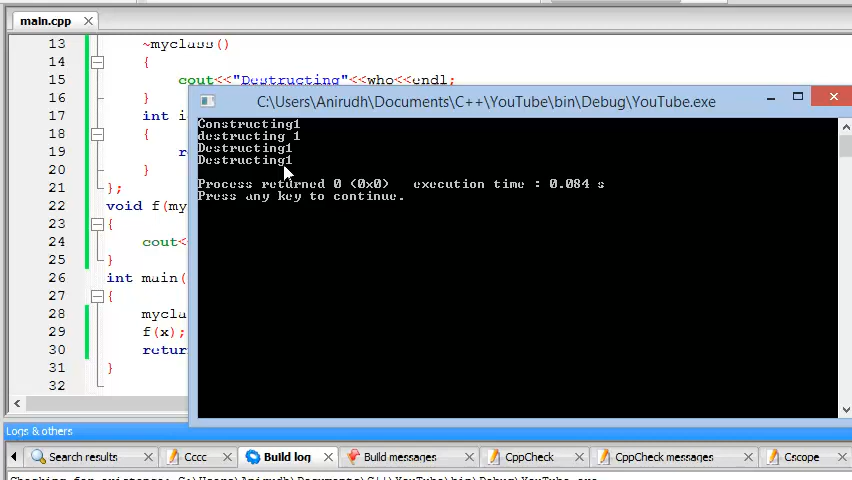 main.cpp
13 ~myclass()
14 {
15 cout<<"Destructing"<<who<<endl;
16 }
C:\Users\Anirudh\Documents\C++\YouTube\bin\Debug\YouTube.exe
17 int i
Constructing1
18 {
destructing 1
19 re
Destructing1
20 }
Destructing1
21 };
Process returned 0 (0x0) execution time : 0.084 s
22 void f(my
Press any key to continue.
23 {
24 cout<
25 }
26 int main(
27 {
28 mycla
29 f(x);
30 return
31 }
32
Logs & others
Search results
Cccc
Build log
Build messages
CppCheck
CppCheck messages
Cscope